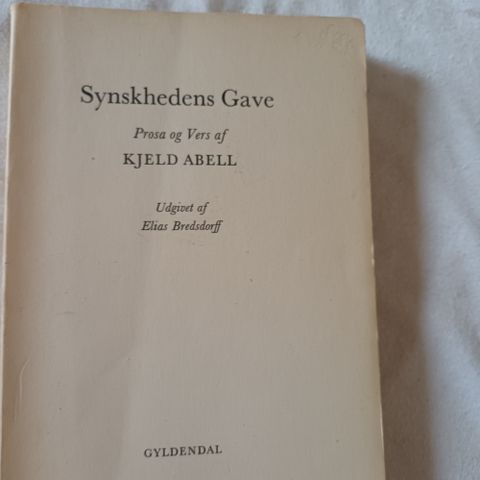 Synskhedens Gave
Prosa og Vers af
KJELD ABELL
Udgivet af
Elias Bredsdorff
GYLDENDAL